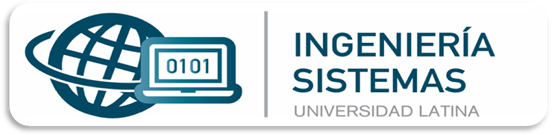 0101
INGENIERÍA
SISTEMAS
UNIVERSIDAD LATINA